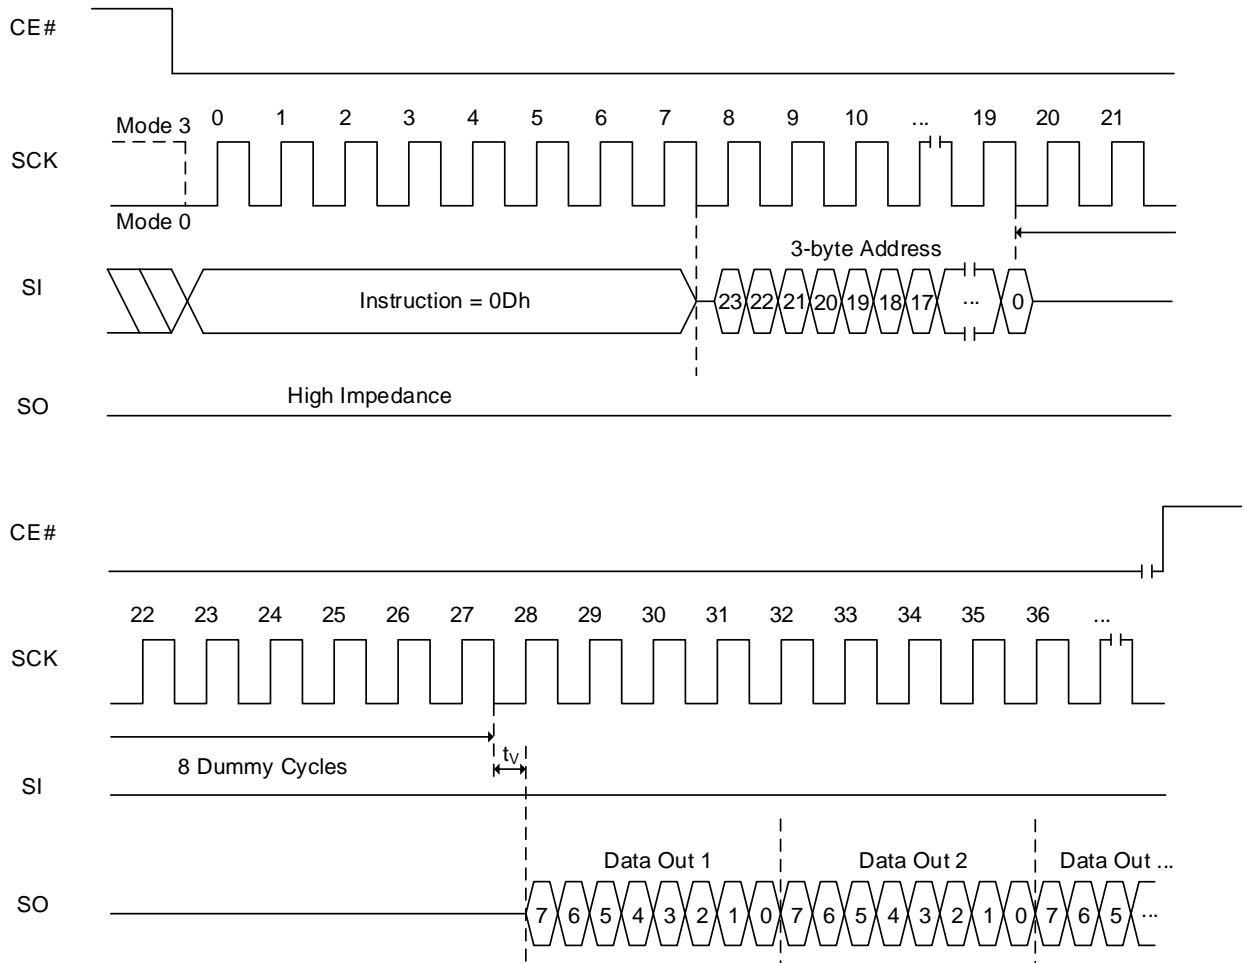 CE#
Mode 3 0 1 2 3 4 5 6 7 8 9 10 ... 19 20 21
SCK
Mode 0
3-byte Address
SI Instruction = 0Dh 23 22 21 20 19 18 17 ... 0
High Impedance
SO
CE#
22 23 24 25 26 27 28 29 30 31 32 33 34 35 36 ...
SCK
tV
8 Dummy Cycles
SI
Data Out 1 Data Out 2 Data Out ...
SO 7 6 5 4 3 2 1 0 7 6 5 4 3 2 1 0 7 6 5 ...